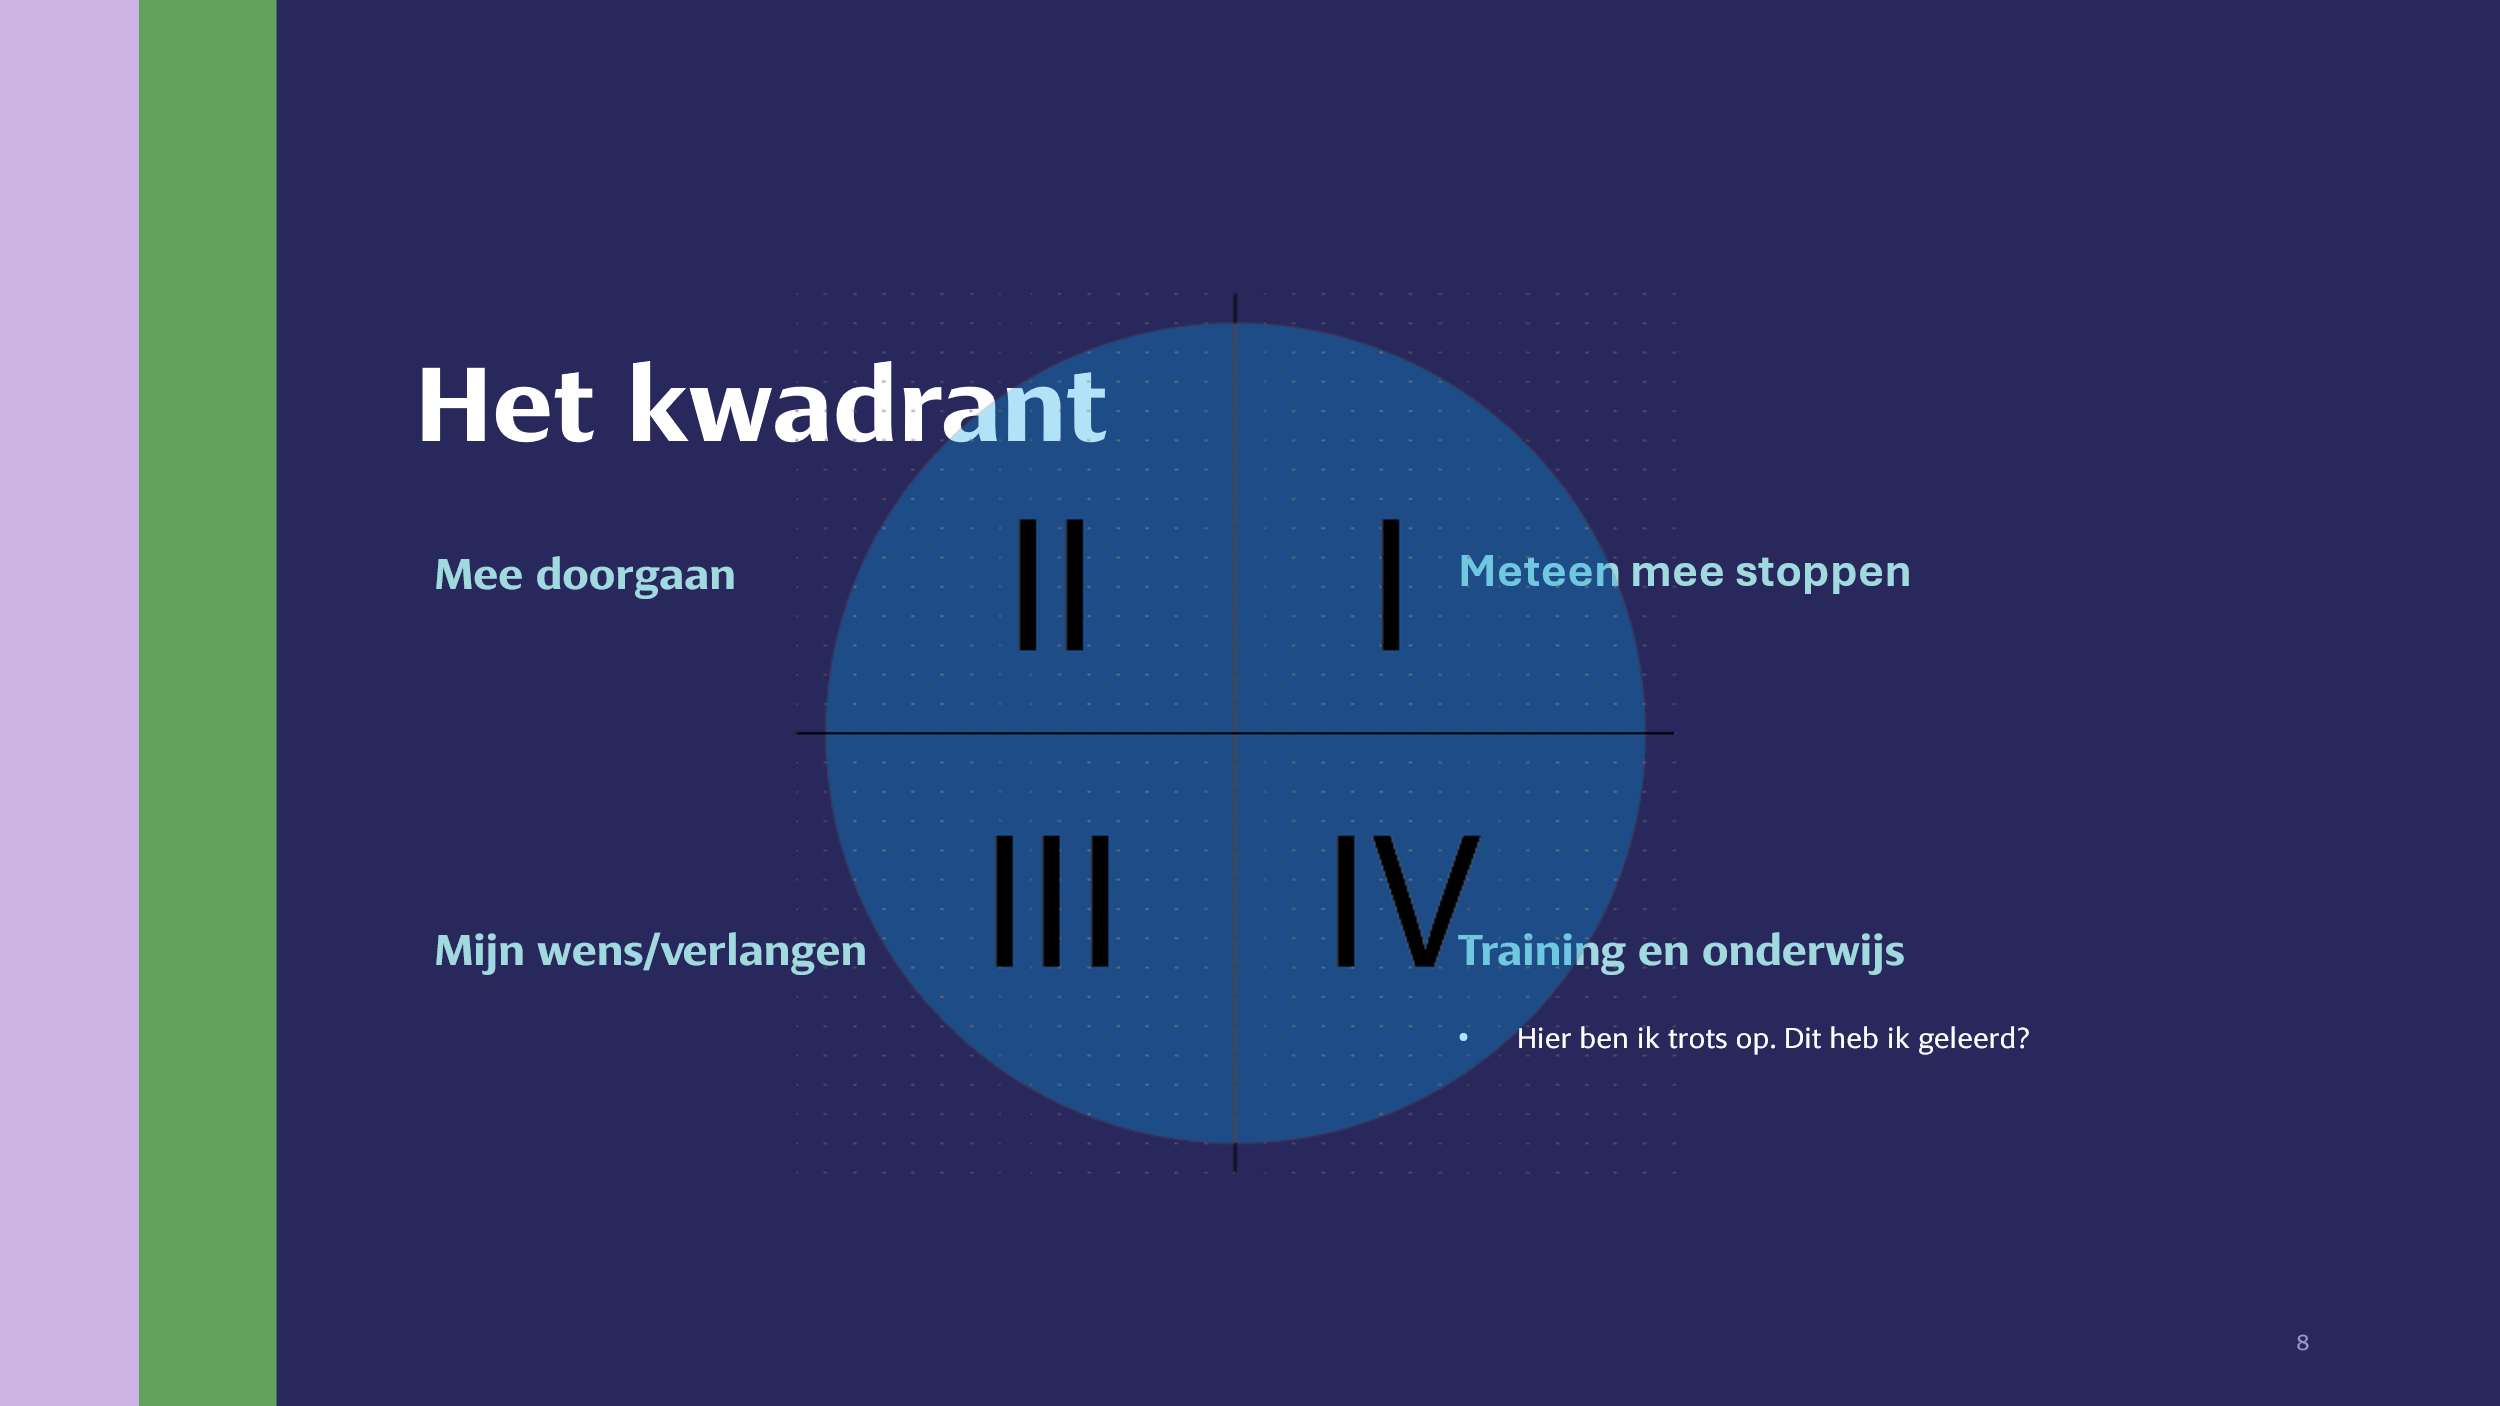 Het kwadrant
II
I
Mee doorgaan
Meteen mee stoppen
III
IV
Mijn wens/verlangen
Training en onderwijs
• Hier ben ik trots op. Dit heb ik geleerd?
8